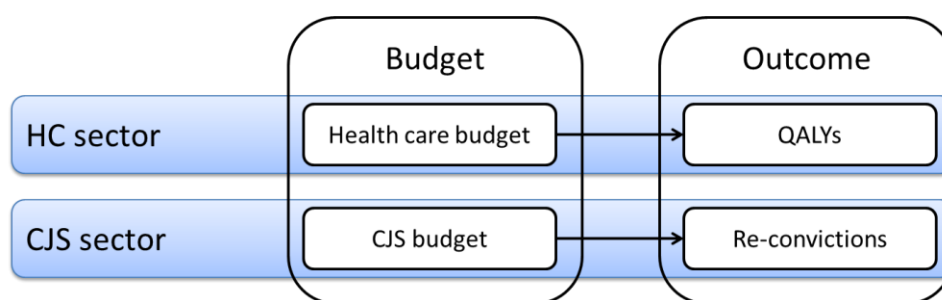 Budget
Outcome
HC sector
Health care budget
QALYs
CJS sector
CJS budget
Re-convictions